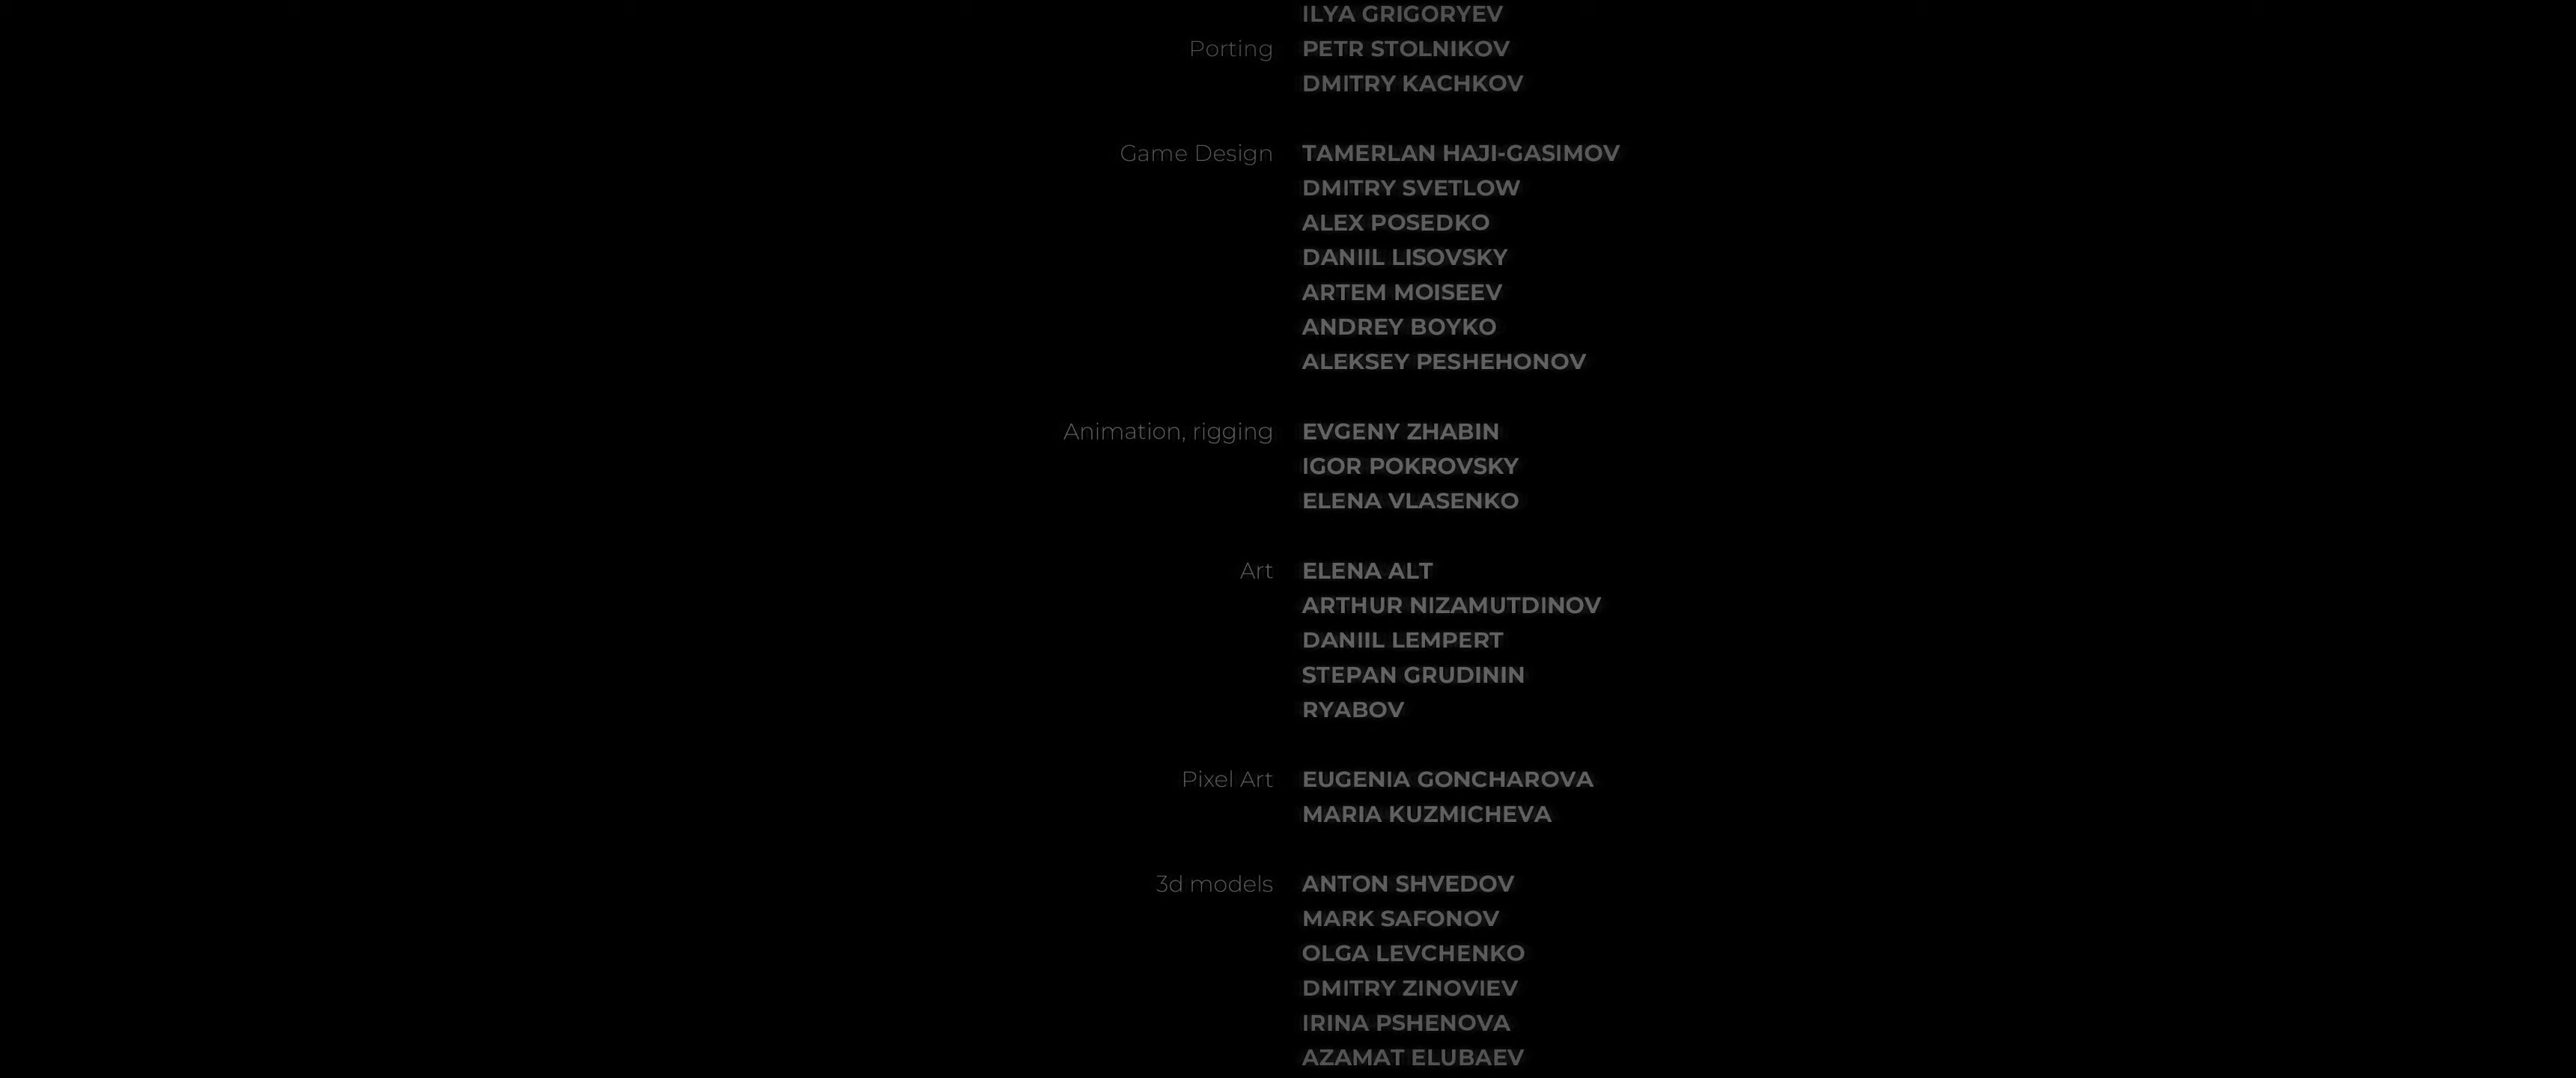 ILYA GRIGORYEV
Porting PETR STOLNIKOV
DMITRY KACHKOV
Game Design TAMERLAN HAJI-GASIMOV
DMITRY SVETLOW
ALEX POSEDKO
DANIIL LISOVSKY
ARTEM MOISEEV
ANDREY BOYKO
ALEKSEY PESHEHONOV
Animation, rigging EVGENY ZHABIN
IGOR POKROVSKY
ELENA VLASENKO
Art ELENA ALT
ARTHUR NIZAMUTDINOV
DANIIL LEMPERT
STEPAN GRUDININ
RYABOV
Pixel Art EUGENIA GONCHAROVA
MARIA KUZMICHEVA
3d models ANTON SHVEDOV
MARK SAFONOV
OLGA LEVCHENKO
DMITRY ZINOVIEV
IRINA PSHENOVA
AZAMAT ELUBAEV